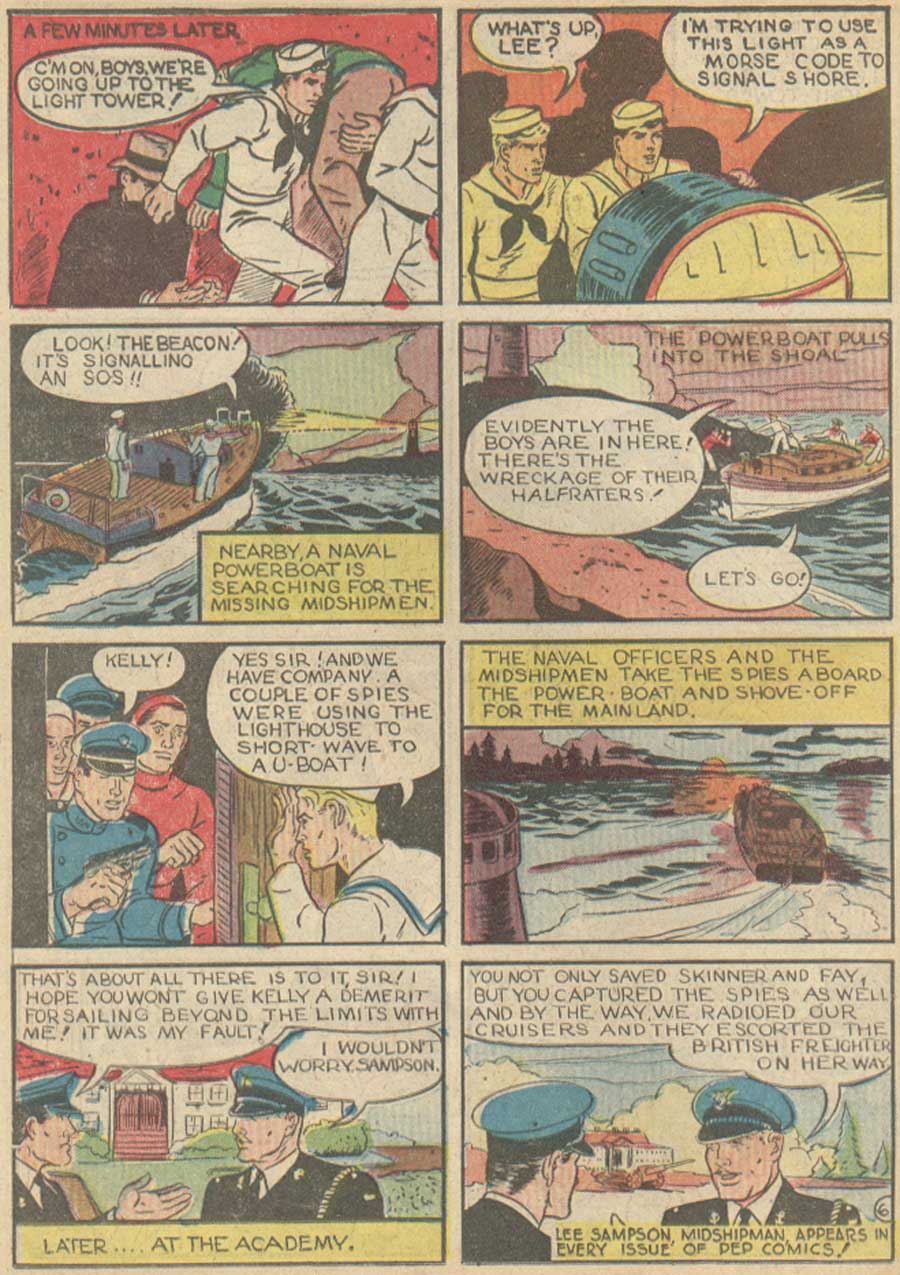 A FEW MINUTES LATER
C'MON, BOYS, WE'RE
GOING UP TO THE
LIGHT TOWER!
WHAT'S UP,
LEE?
I'M TRYING TO USE
THIS LIGHT AS A
MORSE CODE TO
SIGNAL SHORE.
LOOK! THE BEACON!
IT'S SIGNALLING
AN SOS!!
NEARBY, A NAVAL
POWERBOAT IS
SEARCHING FOR THE
MISSING MIDSHIPMEN.
THE POWERBOAT PULLS
INTO THE SHOAL
EVIDENTLY THE
BOYS ARE IN HERE!
THERE'S THE
WRECKAGE OF THEIR
HALFRATERS!
LET'S GO!
KELLY!
YES SIR! AND WE
HAVE COMPANY. A
COUPLE OF SPIES
WERE USING THE
LIGHTHOUSE TO
SHORT-WAVE TO
A U-BOAT!
THE NAVAL OFFICERS AND THE
MIDSHIPMEN TAKE THE SPIES ABOARD
THE POWER-BOAT AND SHOVE-OFF
FOR THE MAINLAND.
THAT'S ABOUT ALL THERE IS TO IT, SIR! I
HOPE YOU WON'T GIVE KELLY A DEMERIT
FOR SAILING BEYOND THE LIMITS WITH
ME! IT WAS MY FAULT!
I WOULDN'T
WORRY, SAMPSON.
LATER.... AT THE ACADEMY.
YOU NOT ONLY SAVED SKINNER AND FAY,
BUT YOU CAPTURED THE SPIES AS WELL
AND BY THE WAY, WE RADIOED OUR
CRUISERS AND THEY ESCORTED THE
BRITISH FREIGHTER
ON HER WAY
6
LEE SAMPSON, MIDSHIPMAN, APPEARS IN
EVERY ISSUE OF PEP COMICS!